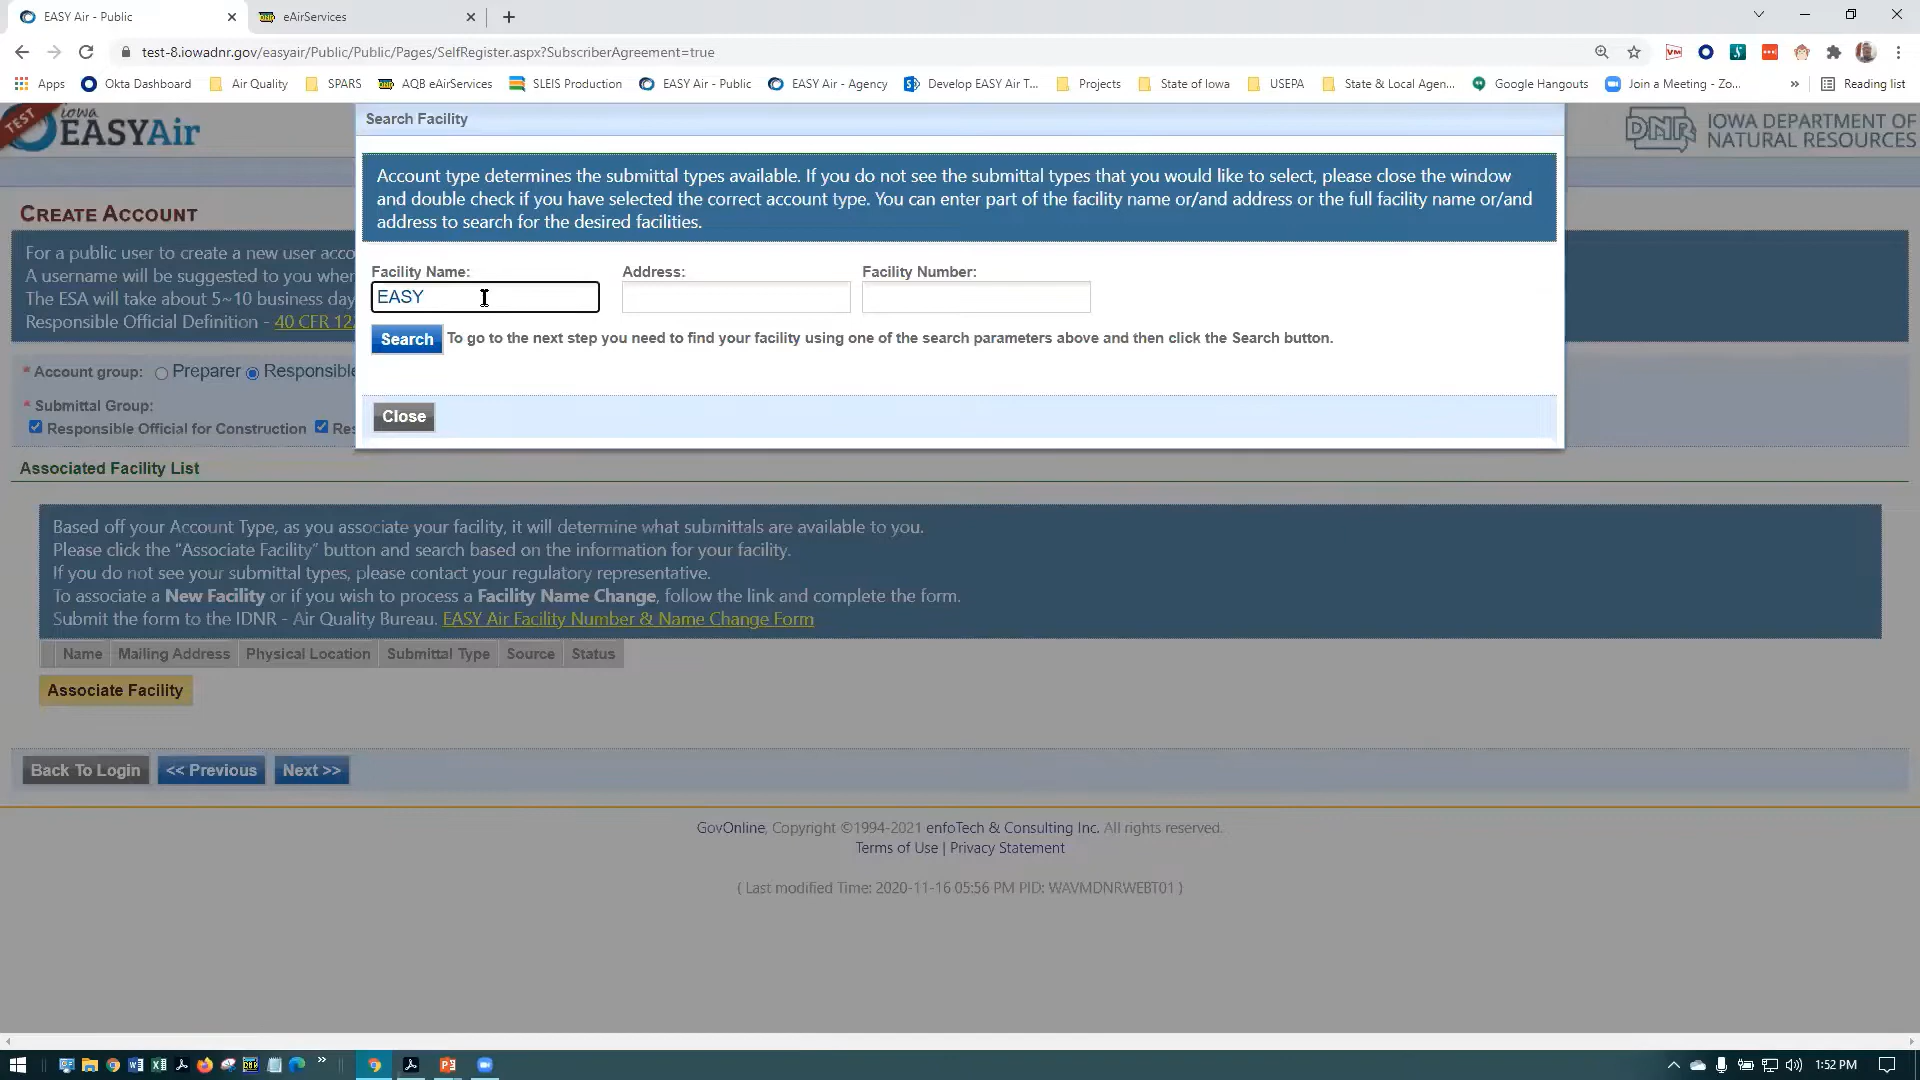 EASY Air - Public
eAirServices
test-8.iowadnr.gov/easyair/Public/Public/Pages/SelfRegister.aspx?SubscriberAgreement=true
Apps Okta Dashboard Air Quality SPARS AQB eAirServices SLEIS Production EASY Air - Public EASY Air - Agency Develop EASY Air T... Projects State of Iowa USEPA State & Local Agen... Google Hangouts Join a Meeting - Zo... » Reading list
TEST
Iowa
EASYAir
DNR IOWA DEPARTMENT OF
NATURAL RESOURCES
Search Facility
Account type determines the submittal types available. If you do not see the submittal types that you would like to select, please close the window
and double check if you have selected the correct account type. You can enter part of the facility name or/and address or the full facility name or/and
address to search for the desired facilities.
Facility Name: Address: Facility Number:
EASY
Search To go to the next step you need to find your facility using one of the search parameters above and then click the Search button.
Close
CREATE ACCOUNT
For a public user to create a new user acco
A username will be suggested to you wher
The ESA will take about 5~10 business day
Responsible Official Definition - 40 CFR 122
* Account group: Preparer Responsible
* Submittal Group:
Responsible Official for Construction Res
Associated Facility List
Based off your Account Type, as you associate your facility, it will determine what submittals are available to you.
Please click the “Associate Facility” button and search based on the information for your facility.
If you do not see your submittal types, please contact your regulatory representative.
To associate a New Facility or if you wish to process a Facility Name Change, follow the link and complete the form.
Submit the form to the IDNR - Air Quality Bureau. EASY Air Facility Number & Name Change Form
Name Mailing Address Physical Location Submittal Type Source Status
Associate Facility
Back To Login << Previous Next >>
GovOnline, Copyright ©1994-2021 enfoTech & Consulting Inc. All rights reserved.
Terms of Use | Privacy Statement
( Last modified Time: 2020-11-16 05:56 PM PID: WAVMDNRWEBT01 )
1:52 PM